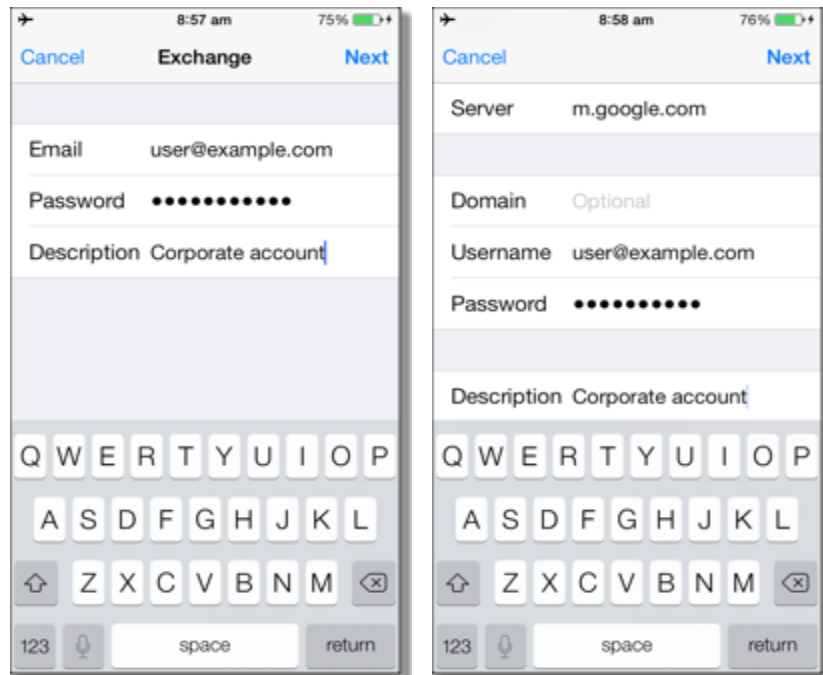 8:57 am 75%
Cancel Exchange Next
Email user@example.com
Password ●●●●●●●●●●●
Description Corporate account
Q W E R T Y U I O P
A S D F G H J K L
Z X C V B N M
123 space return
8:58 am 76%
Cancel Next
Server m.google.com
Domain Optional
Username user@example.com
Password ●●●●●●●●●●
Description Corporate account
Q W E R T Y U I O P
A S D F G H J K L
Z X C V B N M
123 space return